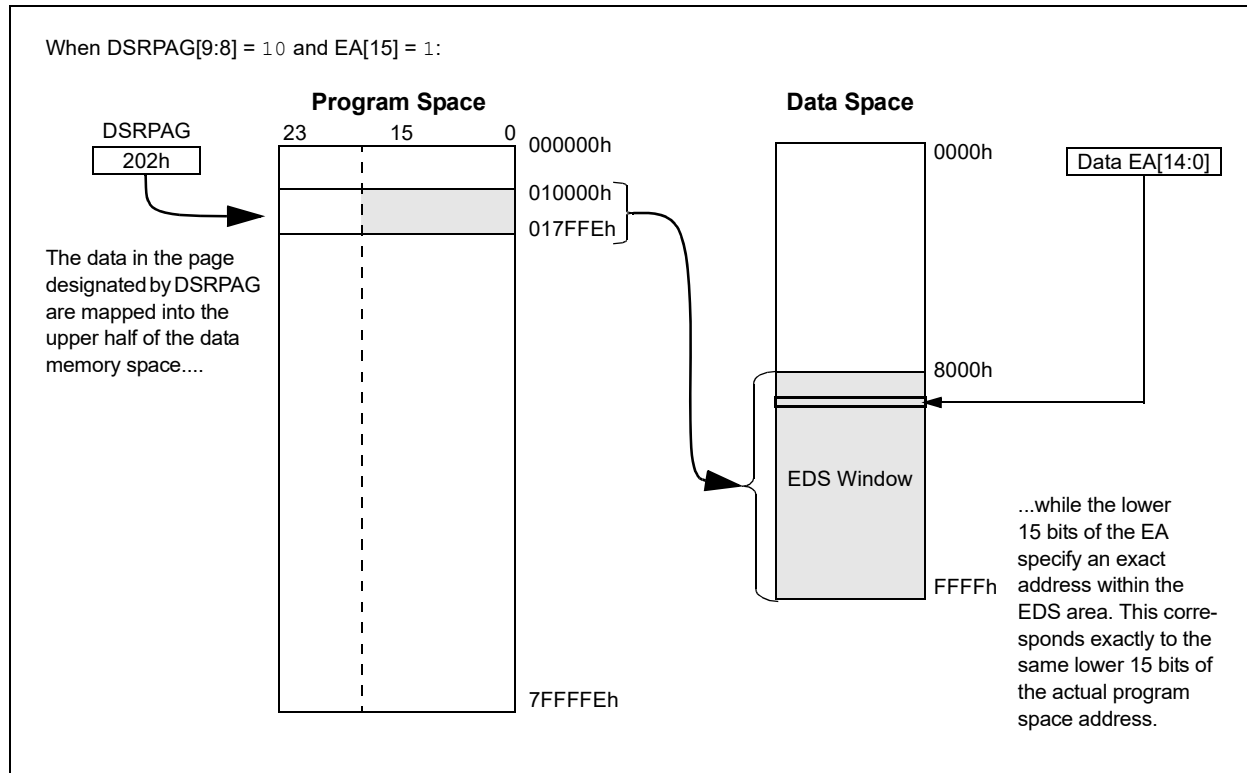 When DSRPAG[9:8] = 10 and EA[15] = 1:
Program Space
Data Space
DSRPAG
202h
23 15 0
000000h
010000h
017FFEh
7FFFFEh
The data in the page
designated by DSRPAG
are mapped into the
upper half of the data
memory space....
0000h
8000h
EDS Window
FFFFh
Data EA[14:0]
...while the lower
15 bits of the EA
specify an exact
address within the
EDS area. This corre-
sponds exactly to the
same lower 15 bits of
the actual program
space address.